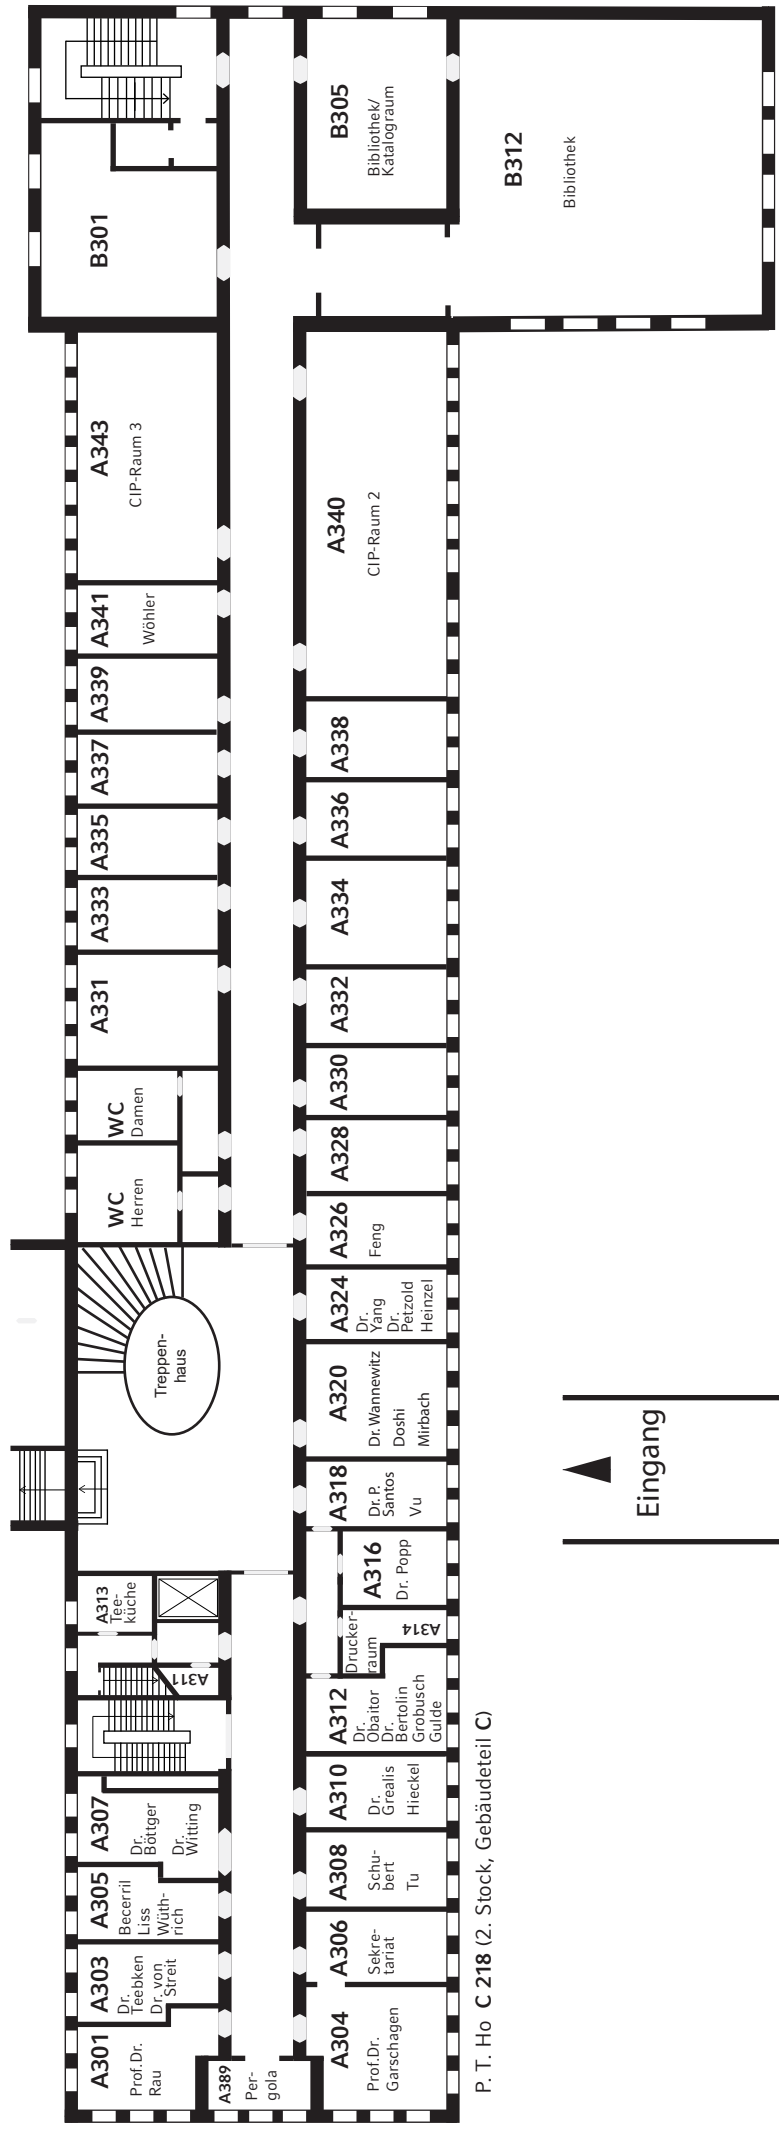 B301
B305
Bibliothek/
Katalograum
B312
Bibliothek
A343
CIP-Raum 3
A341
Wöhler
A339
A337
A335
A333
A331
WC
Damen
WC
Herren
Treppen-
haus
A313
Tee-
küche
A311
A307
Dr.
Böttger
Dr.
Witting
A305
Becerril
Liss
Wüth-
rich
A303
Dr.
Teebken
Dr. von
Streit
A301
Prof.Dr.
Rau
A389
Per-
gola
A340
CIP-Raum 2
A338
A336
A334
A332
A330
A328
A326
Feng
A324
Dr.
Yang
Dr.
Petzold
Heinzel
A320
Dr. Wannewitz
Doshi
Mirbach
A318
Dr. P.
Santos
Vu
A316
Dr. Popp
Drucker-
raum
A314
A312
Dr.
Obaitor
Dr.
Bertolin
Grobusch
Gulde
A310
Dr.
Grealis
Hieckel
A308
Schu-
bert
Tu
A306
Sekre-
tariat
A304
Prof.Dr.
Garschagen
Eingang
P. T. Ho C 218 (2. Stock, Gebäudeteil C)